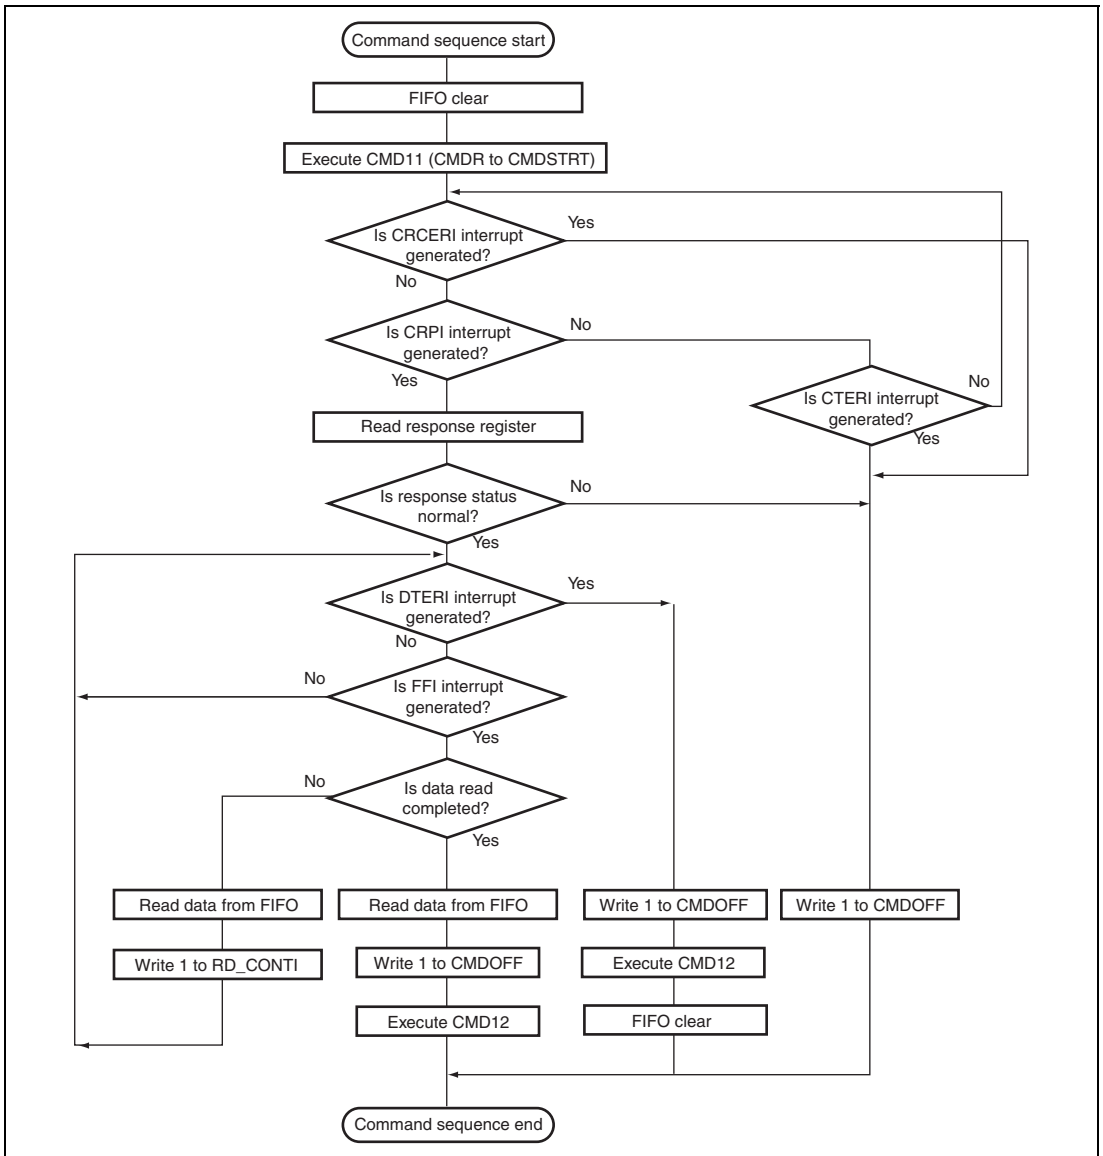 Command sequence start
FIFO clear
Execute CMD11 (CMDR to CMDSTRT)
Yes
Is CRCERI interrupt
generated?
No
No
Is CRPI interrupt
generated?
Yes
No
Is CTERI interrupt
generated?
Yes
Read response register
No
Is response status
normal?
Yes
Yes
Is DTERI interrupt
generated?
No
No
Is FFI interrupt
generated?
Yes
No
Is data read
completed?
Yes
Read data from FIFO
Read data from FIFO
Write 1 to CMDOFF
Write 1 to CMDOFF
Write 1 to RD_CONTI
Write 1 to CMDOFF
Execute CMD12
Execute CMD12
FIFO clear
Command sequence end